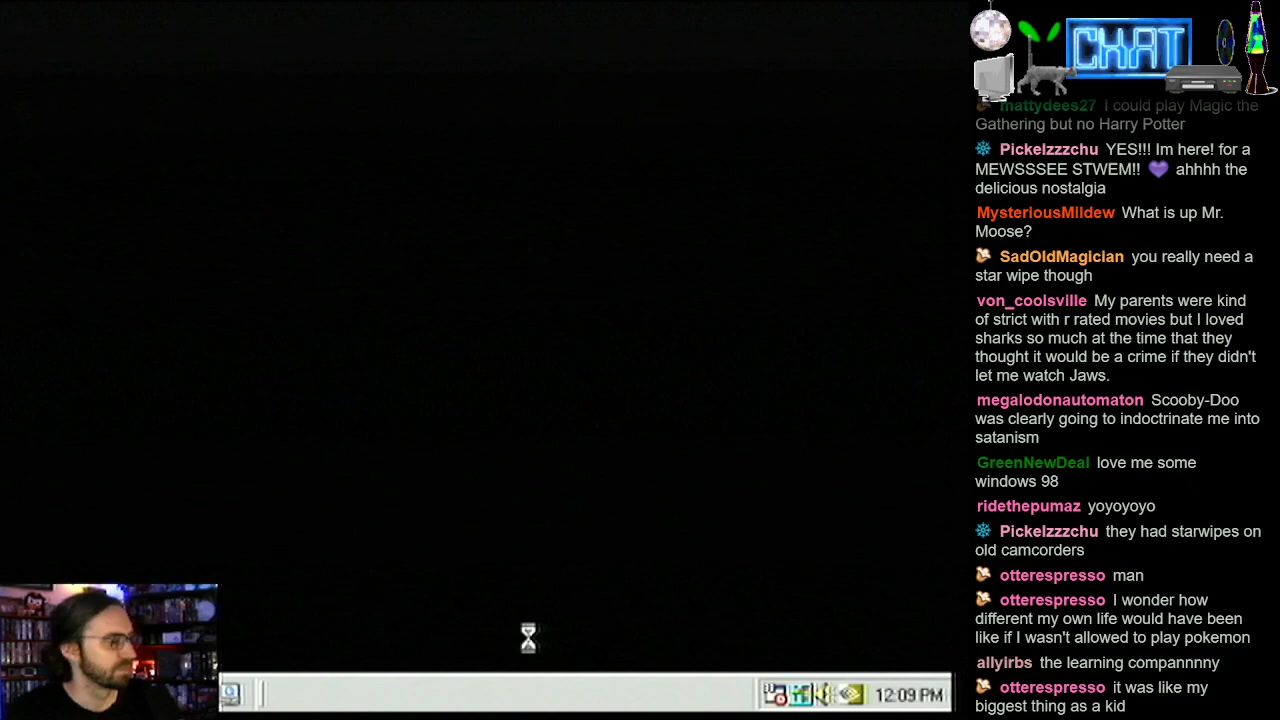 CHAT
mattydees27 I could play Magic the
Gathering but no Harry Potter
Pickelzzzchu YES!!! Im here! for a
MEWSSSEE STWEM!! ahhhh the
delicious nostalgia
MysteriousMildew What is up Mr.
Moose?
SadOldMagician you really need a
star wipe though
von_coolsville My parents were kind
of strict with r rated movies but I loved
sharks so much at the time that they
thought it would be a crime if they didn't
let me watch Jaws.
megalodonautomaton Scooby-Doo
was clearly going to indoctrinate me into
satanism
GreenNewDeal love me some
windows 98
ridethepumaz yoyoyoyo
Pickelzzzchu they had starwipes on
old camcorders
otterespresso man
otterespresso I wonder how
different my own life would have been
like if I wasn't allowed to play pokemon
allyirbs the learning compannnny
otterespresso it was like my
biggest thing as a kid
12:09 PM